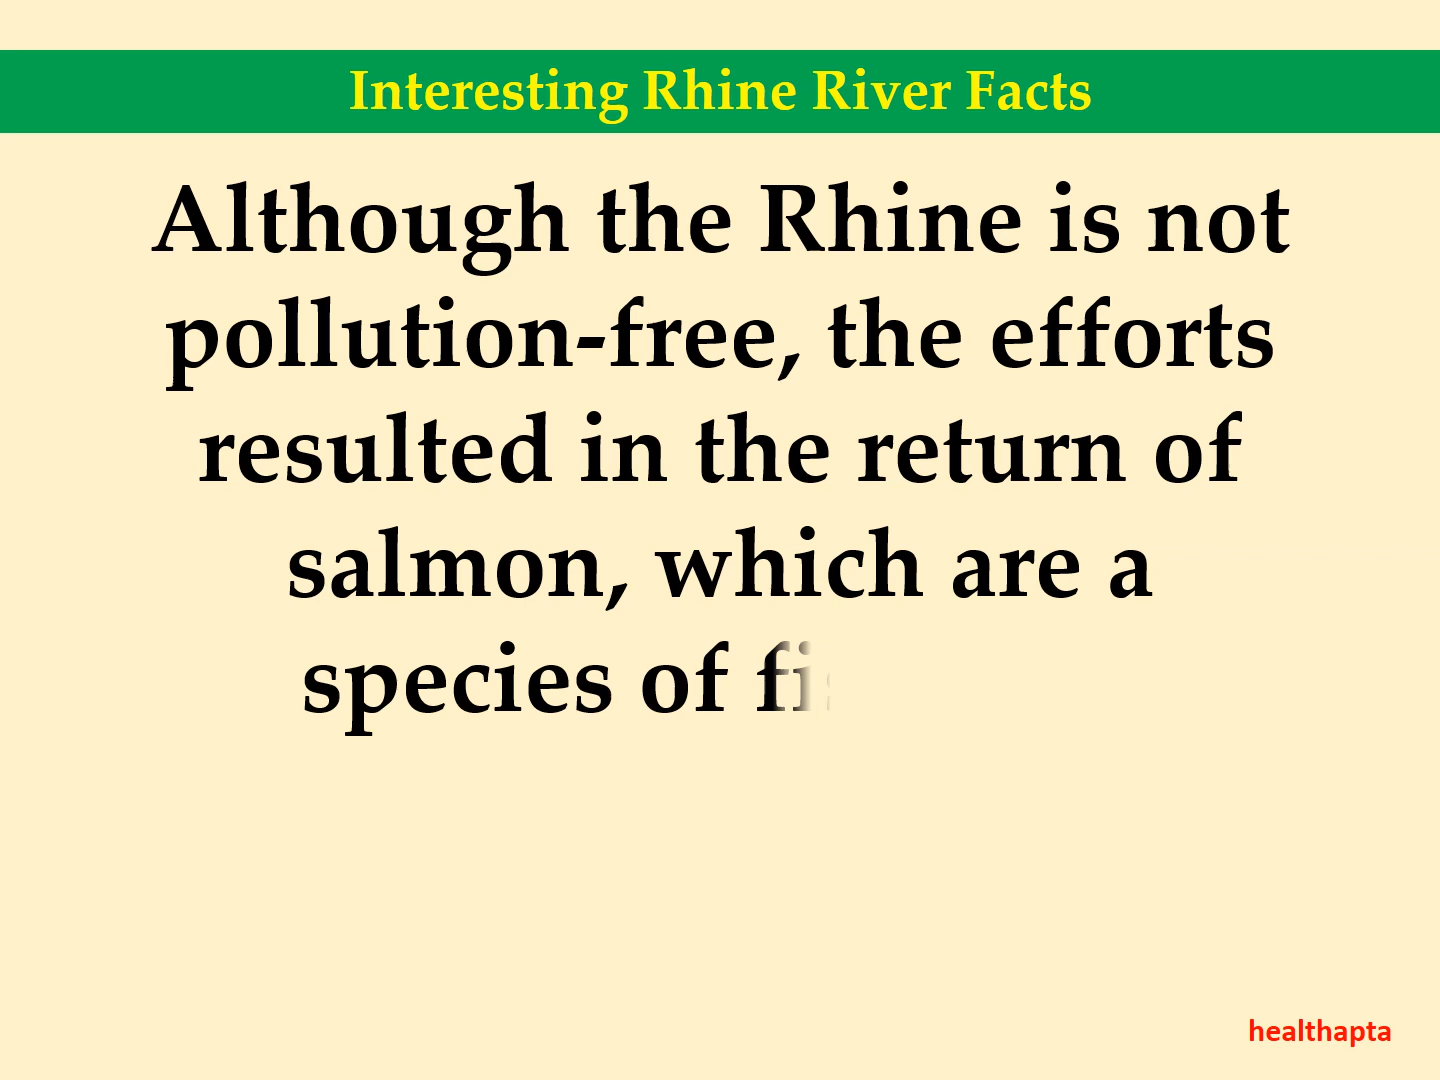 Interesting Rhine River Facts
Although the Rhine is not
pollution-free, the efforts
resulted in the return of
salmon, which are a
species of
healthapta